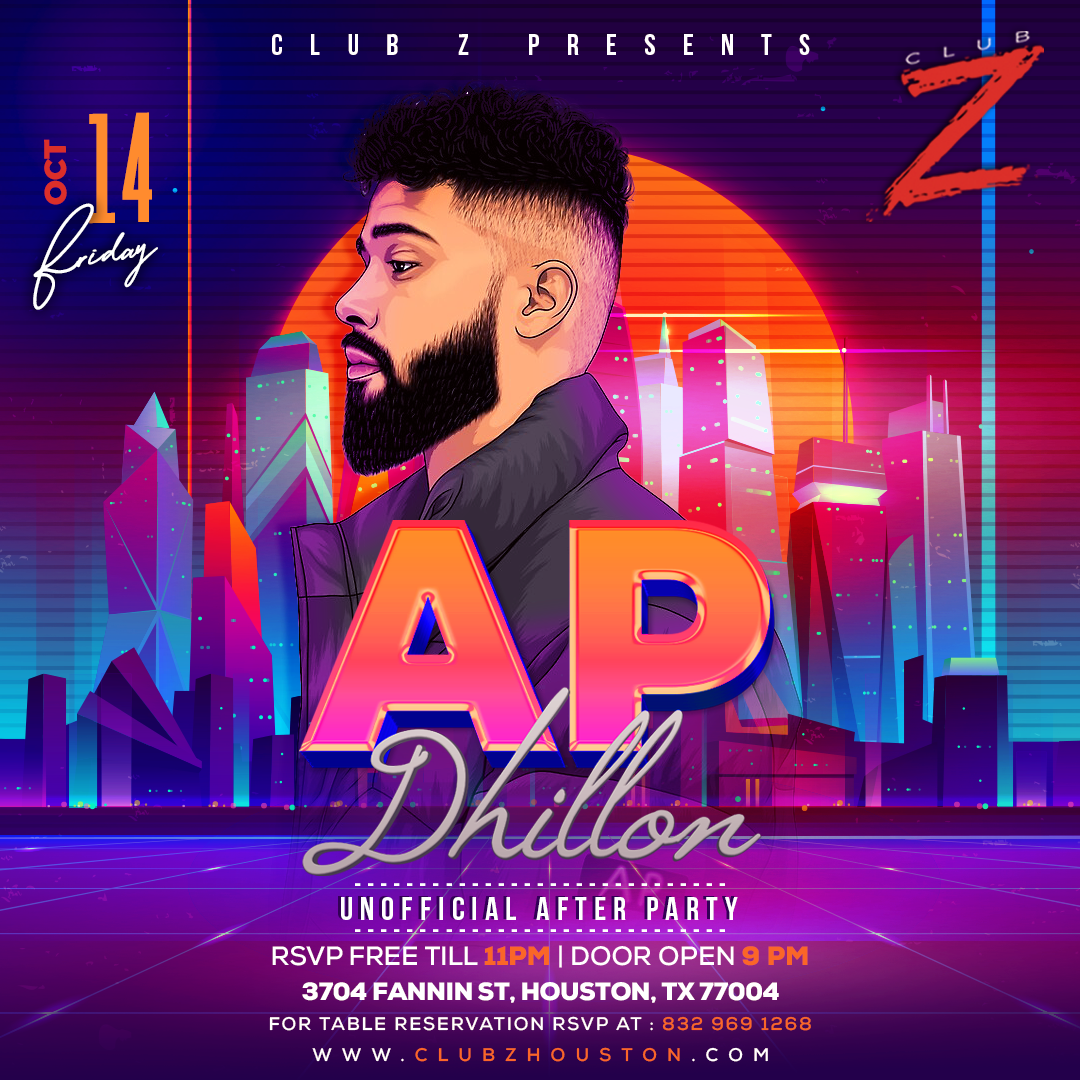 CLUB Z PRESENTS
CLUB
Z
OCT
14
Friday
AP
Dhillon
AP
UNOFFICIAL AFTER PARTY
RSVP FREE TILL 11PM | DOOR OPEN 9 PM
3704 FANNIN ST, HOUSTON, TX 77004
FOR TABLE RESERVATION RSVP AT : 832 969 1268
WWW.CLUBZHOUSTON.COM